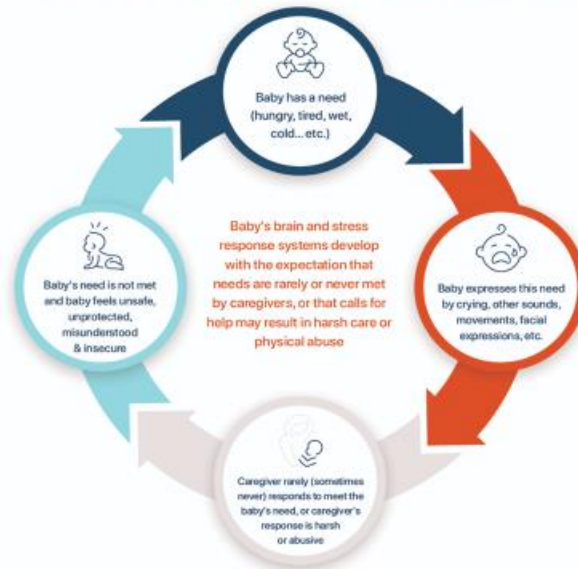 Baby has a need
(hungry, tired, wet,
cold... etc.)
Baby expresses this need
by crying, other sounds,
movements, facial
expressions, etc.
Caregiver rarely (sometimes
never) responds to meet the
baby's need, or caregiver's
response is harsh
or abusive
Baby's need is not met
and baby feels unsafe,
unprotected,
misunderstood
& insecure
Baby's brain and stress
response systems develop
with the expectation that
needs are rarely or never met
by caregivers, or that calls for
help may result in harsh care or
physical abuse